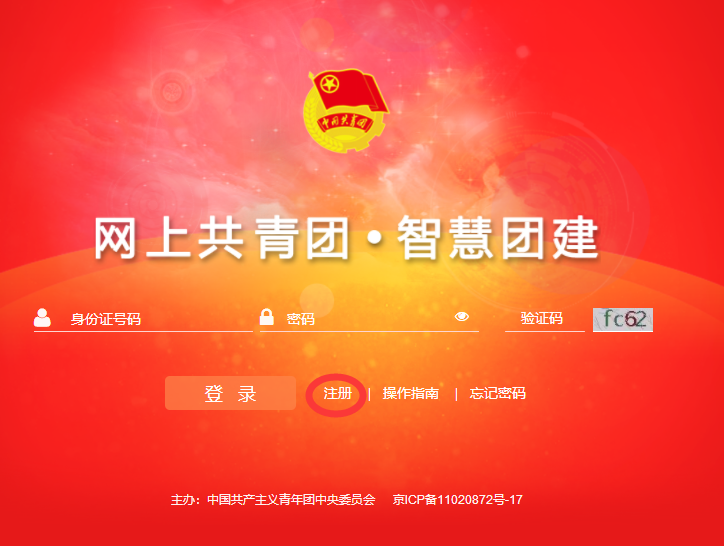 中国共青团
网上共青团·智慧团建
身份证号码 密码 验证码 fc62
登 录 注册 | 操作指南 | 忘记密码
主办：中国共产主义青年团中央委员会 京ICP备11020872号-17